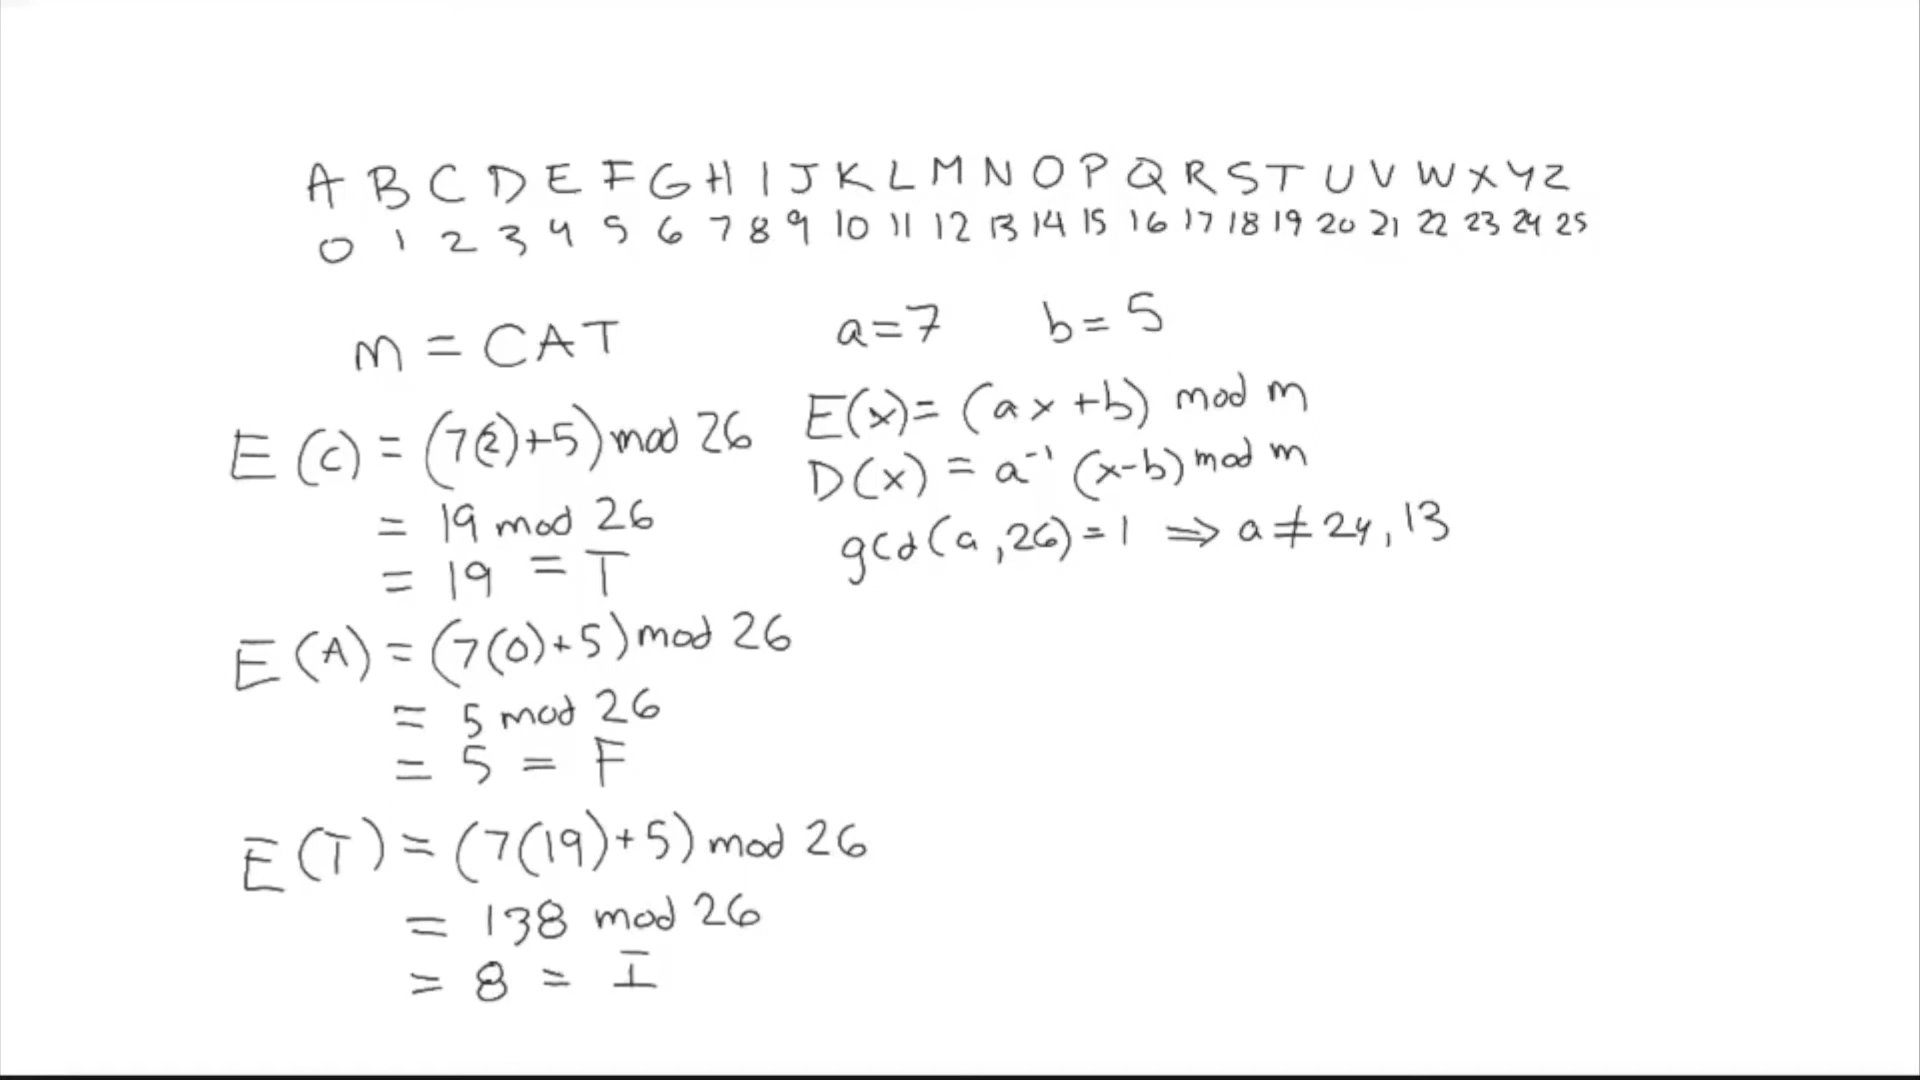 A B C D E F G H I J K L M N O P Q R S T U V W X Y Z
0 1 2 3 4 5 6 7 8 9 10 11 12 13 14 15 16 17 18 19 20 21 22 23 24 25
m = CAT
a=7 b=5
E(C) = (7(2)+5) mod 26
= 19 mod 26
= 19 = T
E(x) = (ax+b) mod m
D(x) = a⁻¹ (x-b) mod m
gcd(a,26)=1 ⇒ a≠24,13
E(A) = (7(0)+5) mod 26
= 5 mod 26
= 5 = F
E(T) = (7(19)+5) mod 26
= 138 mod 26
= 8 = I